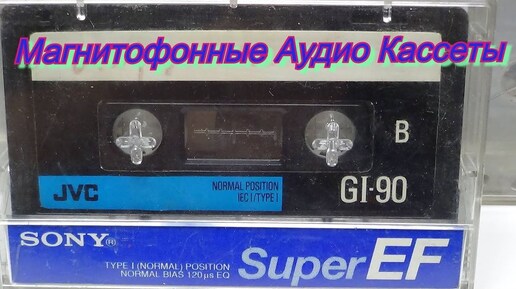 Магнитофонные Аудио Кассеты
B
JVC
NORMAL POSITION
IEC I/TYPE I
GI-90
SONY(R)
TYPE I (NORMAL) POSITION
NORMAL BIAS 120 μs EQ
Super EF